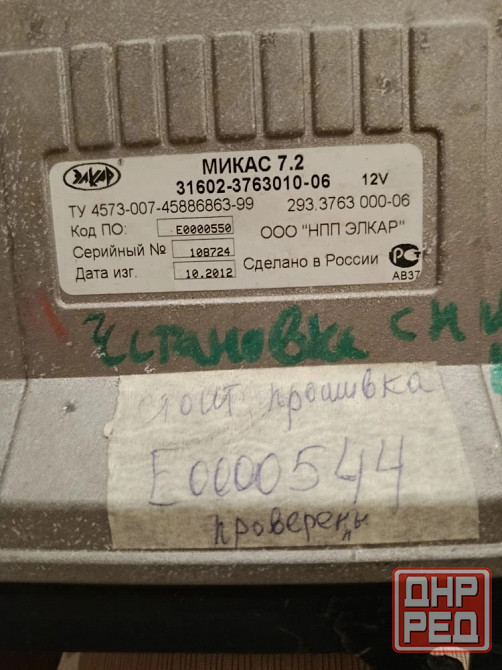 ЭЛКАР
МИКАС 7.2
31602-3763010-06 12V
ТУ 4573-007-45886863-99 293.3763 000-06
Код ПО: E0000550 ООО "НПП ЭЛКАР"
Серийный № 108724
Дата изг. 10.2012 Сделано в России
АВ37
Установка
стоит прошивка
E0000544
проверены
ДНР
РЕД